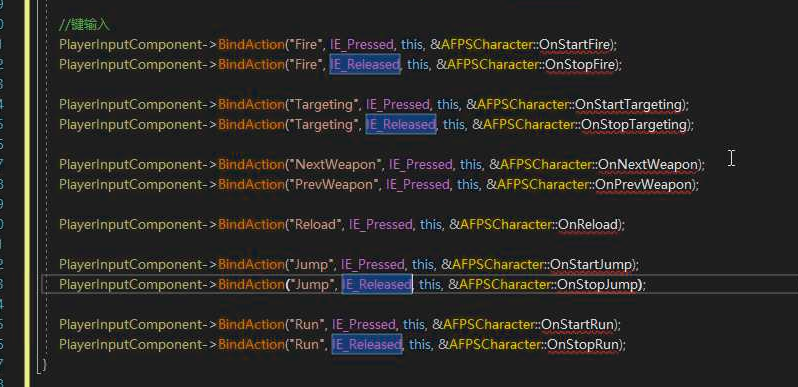 //键输入
PlayerInputComponent->BindAction("Fire", IE_Pressed, this, &AFPSCharacter::OnStartFire);
PlayerInputComponent->BindAction("Fire", IE_Released, this, &AFPSCharacter::OnStopFire);
PlayerInputComponent->BindAction("Targeting", IE_Pressed, this, &AFPSCharacter::OnStartTargeting);
PlayerInputComponent->BindAction("Targeting", IE_Released, this, &AFPSCharacter::OnStopTargeting);
PlayerInputComponent->BindAction("NextWeapon", IE_Pressed, this, &AFPSCharacter::OnNextWeapon);
PlayerInputComponent->BindAction("PrevWeapon", IE_Pressed, this, &AFPSCharacter::OnPrevWeapon);
PlayerInputComponent->BindAction("Reload", IE_Pressed, this, &AFPSCharacter::OnReload);
PlayerInputComponent->BindAction("Jump", IE_Pressed, this, &AFPSCharacter::OnStartJump);
PlayerInputComponent->BindAction("Jump", IE_Released, this, &AFPSCharacter::OnStopJump);
PlayerInputComponent->BindAction("Run", IE_Pressed, this, &AFPSCharacter::OnStartRun);
PlayerInputComponent->BindAction("Run", IE_Released, this, &AFPSCharacter::OnStopRun);
}